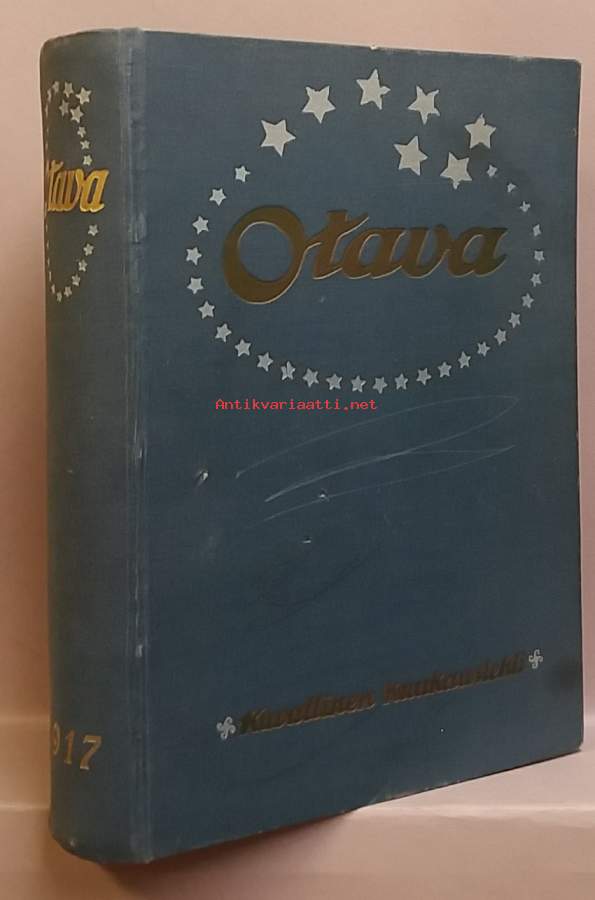 Otava
Otava
Antikvariaatti.net
Kuvallinen kuukauslehti
917